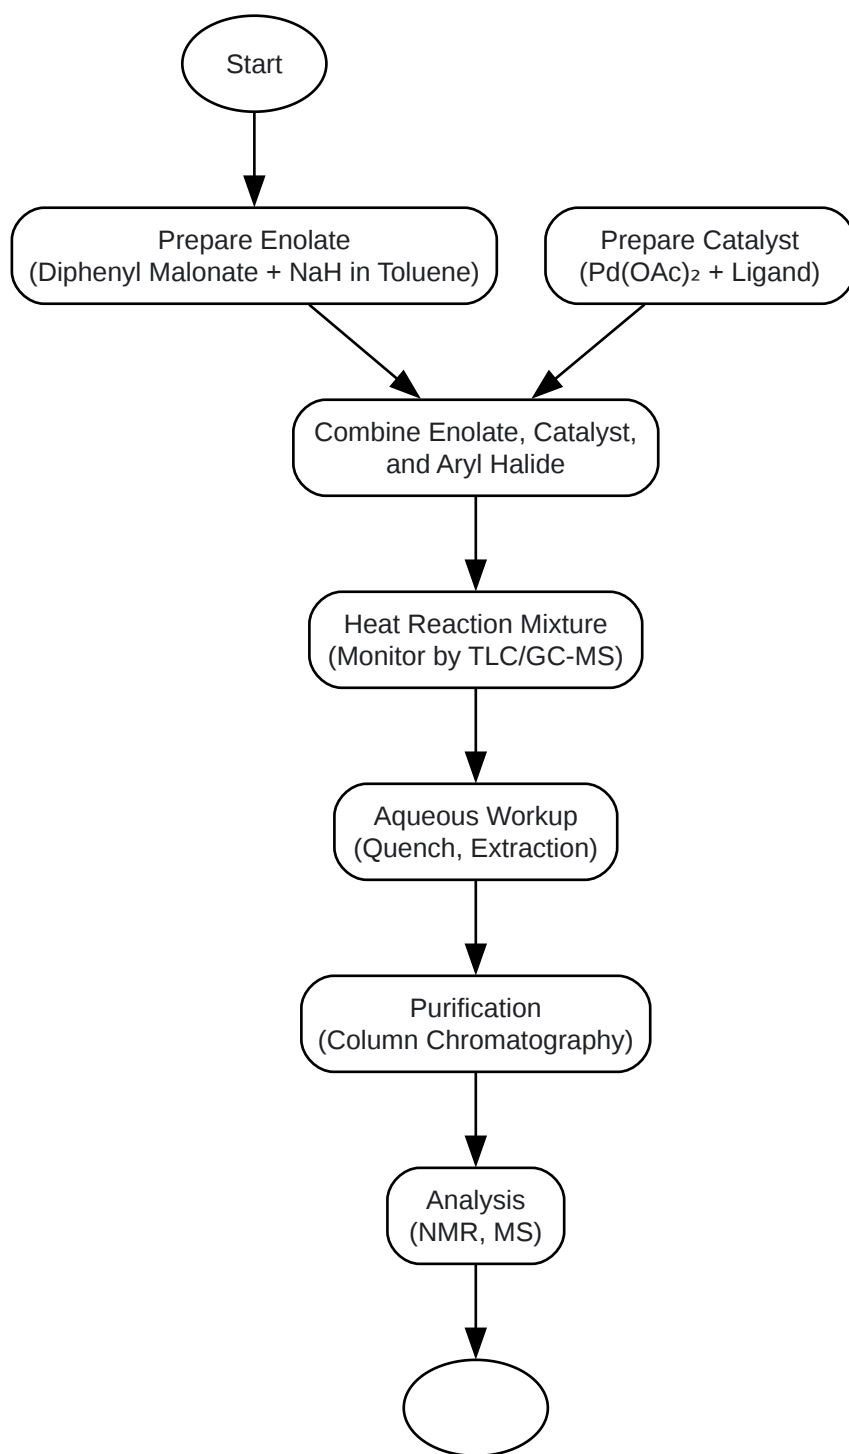 Start
Prepare Enolate
(Diphenyl Malonate + NaH in Toluene)
Prepare Catalyst
(Pd(OAc)₂ + Ligand)
Combine Enolate, Catalyst,
and Aryl Halide
Heat Reaction Mixture
(Monitor by TLC/GC-MS)
Aqueous Workup
(Quench, Extraction)
Purification
(Column Chromatography)
Analysis
(NMR, MS)